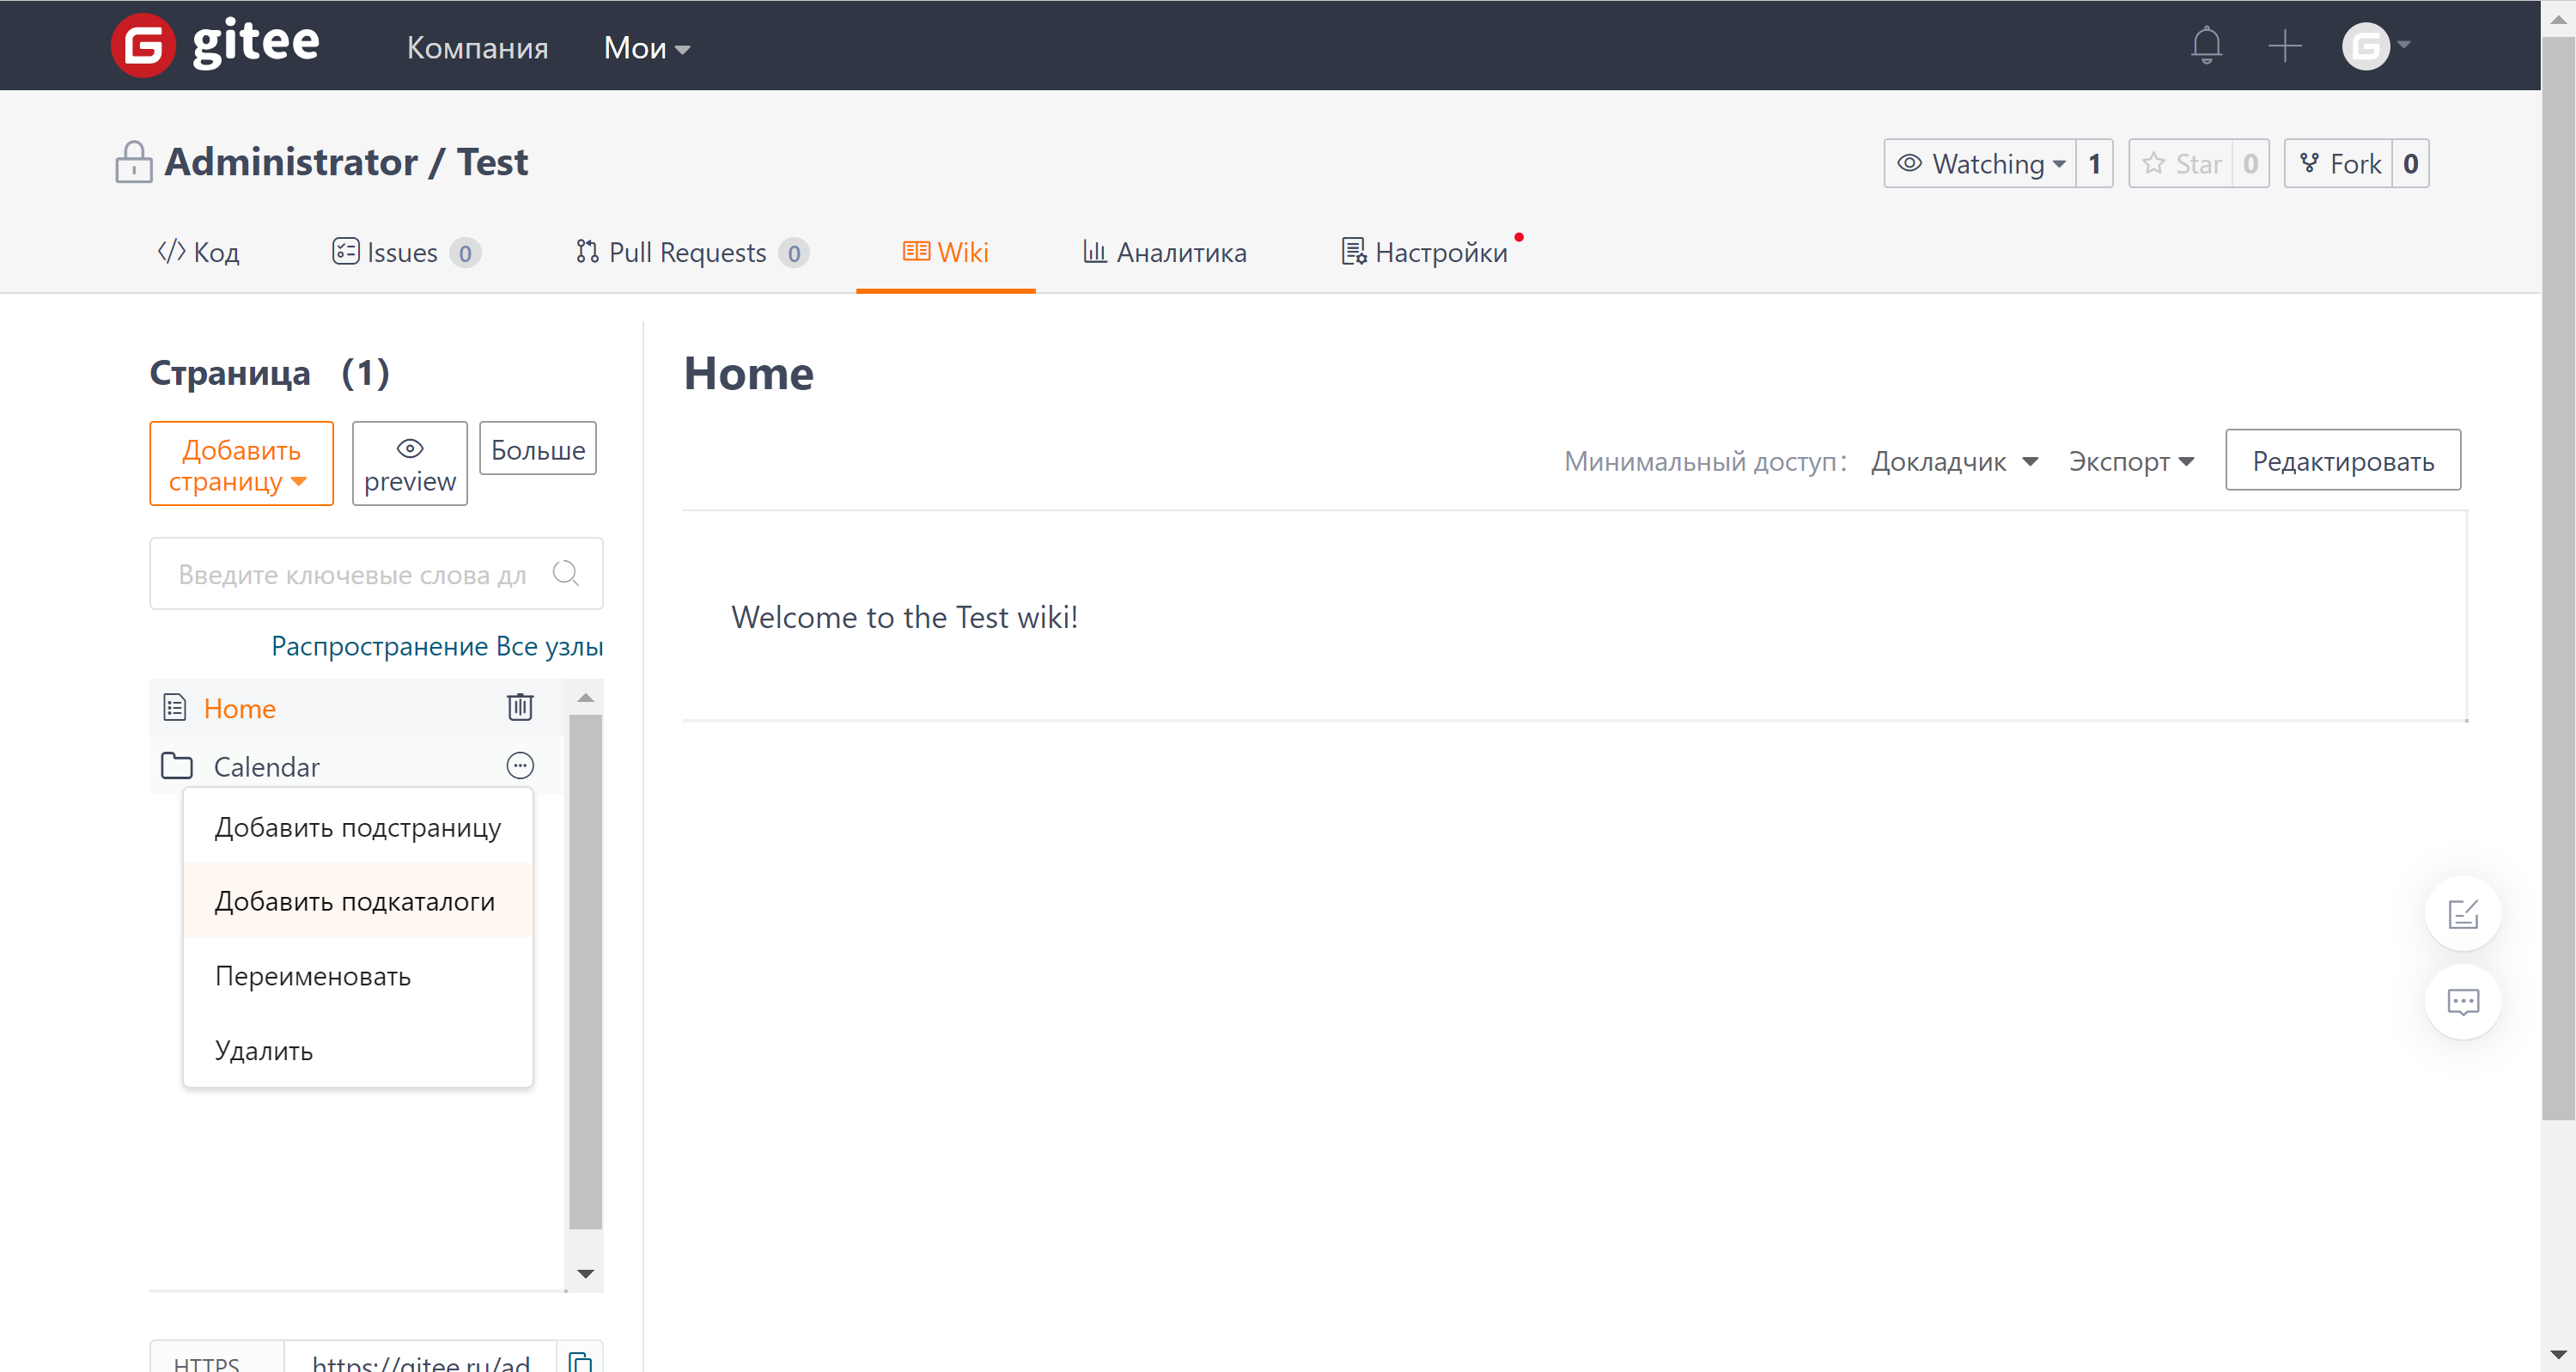 gitee
Компания
Мои
Administrator / Test
Watching 1
Star 0
Fork 0
Код
Issues 0
Pull Requests 0
Wiki
Аналитика
Настройки
Страница (1)
Добавить
страницу
preview
Больше
Введите ключевые слова дл
Распространение Все узлы
Home
Calendar
Добавить подстраницу
Добавить подкаталоги
Переименовать
Удалить
HTTPS
https://gitee.ru/ad
Home
Минимальный доступ:
Докладчик
Экспорт
Редактировать
Welcome to the Test wiki!